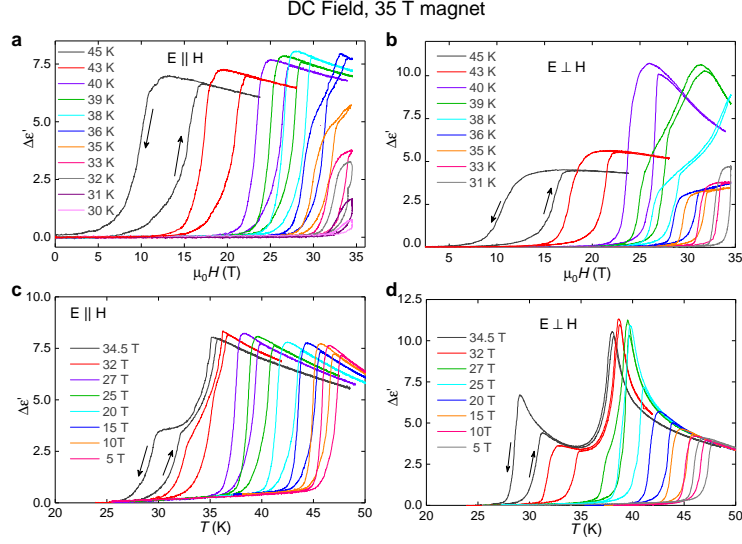 DC Field, 35 T magnet
a
E || H
45 K
43 K
40 K
39 K
38 K
36 K
35 K
33 K
32 K
31 K
30 K
Δε'
7.5
5.0
2.5
0.0
0 5 10 15 20 25 30 35
μ₀H (T)
b
E ⊥ H
45 K
43 K
40 K
39 K
38 K
36 K
35 K
33 K
31 K
Δε'
10.0
7.5
5.0
2.5
0.0
5 10 15 20 25 30 35
μ₀H (T)
c
E || H
34.5 T
32 T
27 T
25 T
20 T
15 T
10T
5 T
Δε'
10.0
7.5
5.0
2.5
0.0
20 25 30 35 40 45 50
T (K)
d
E ⊥ H
34.5 T
32 T
27 T
25 T
20 T
15 T
10T
5 T
Δε'
12.5
10.0
7.5
5.0
2.5
0.0
20 25 30 35 40 45 50
T (K)